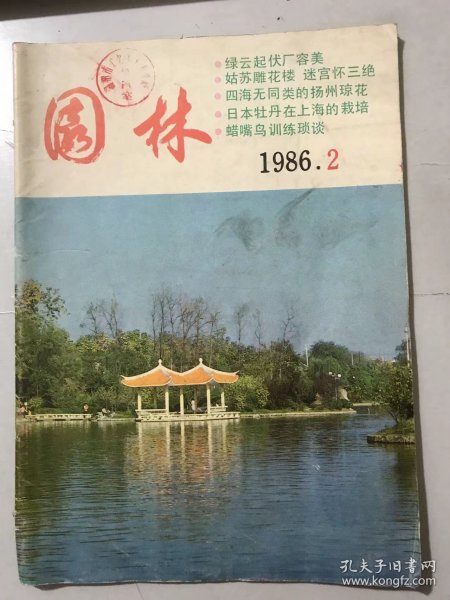 绿云起伏厂容美
姑苏雕花楼 迷宫怀三绝
四海无同类的扬州琼花
日本牡丹在上海的栽培
蜡嘴鸟训练琐谈
园林
1986.2
孔夫子旧书网
www.kongfz.com